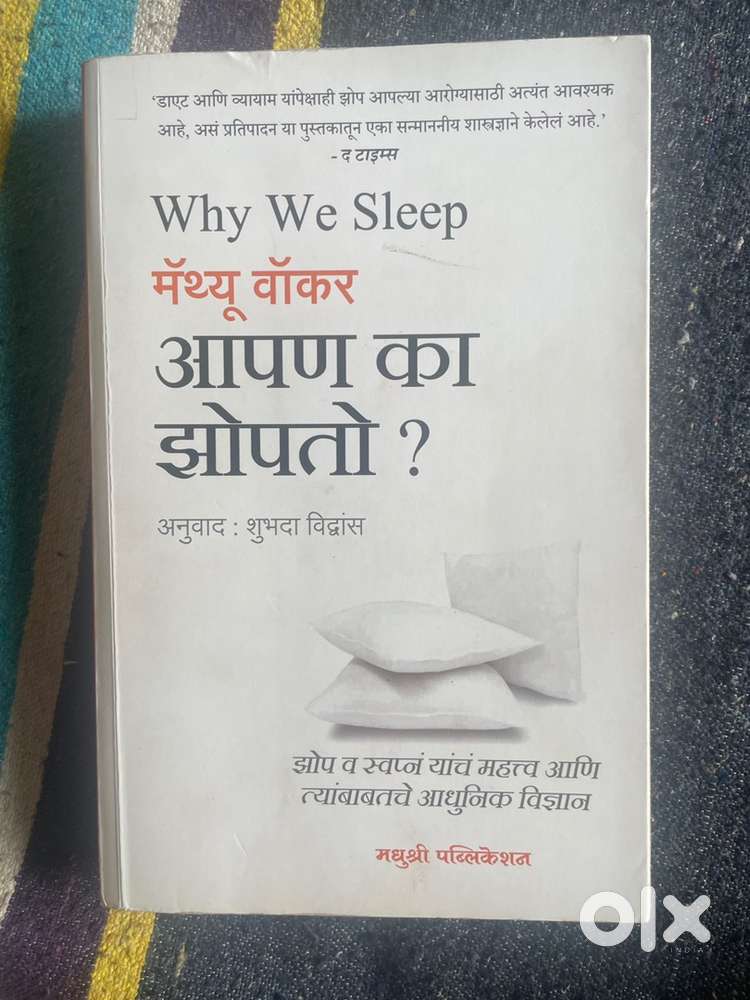 ‘डाएट आणि व्यायाम यांपेक्षाही झोप आपल्या आरोग्यासाठी अत्यंत आवश्यक
आहे, असं प्रतिपादन या पुस्तकातून एका सन्माननीय शास्त्रज्ञाने केलेलं आहे.’
- द टाइम्स
Why We Sleep
मॅथ्यू वॉकर
आपण का
झोपतो ?
अनुवाद : शुभदा विद्वांस
झोप व स्वप्नं यांचं महत्त्व आणि
त्यांबाबतचे आधुनिक विज्ञान
मधुश्री पब्लिकेशन
olx
INDIA